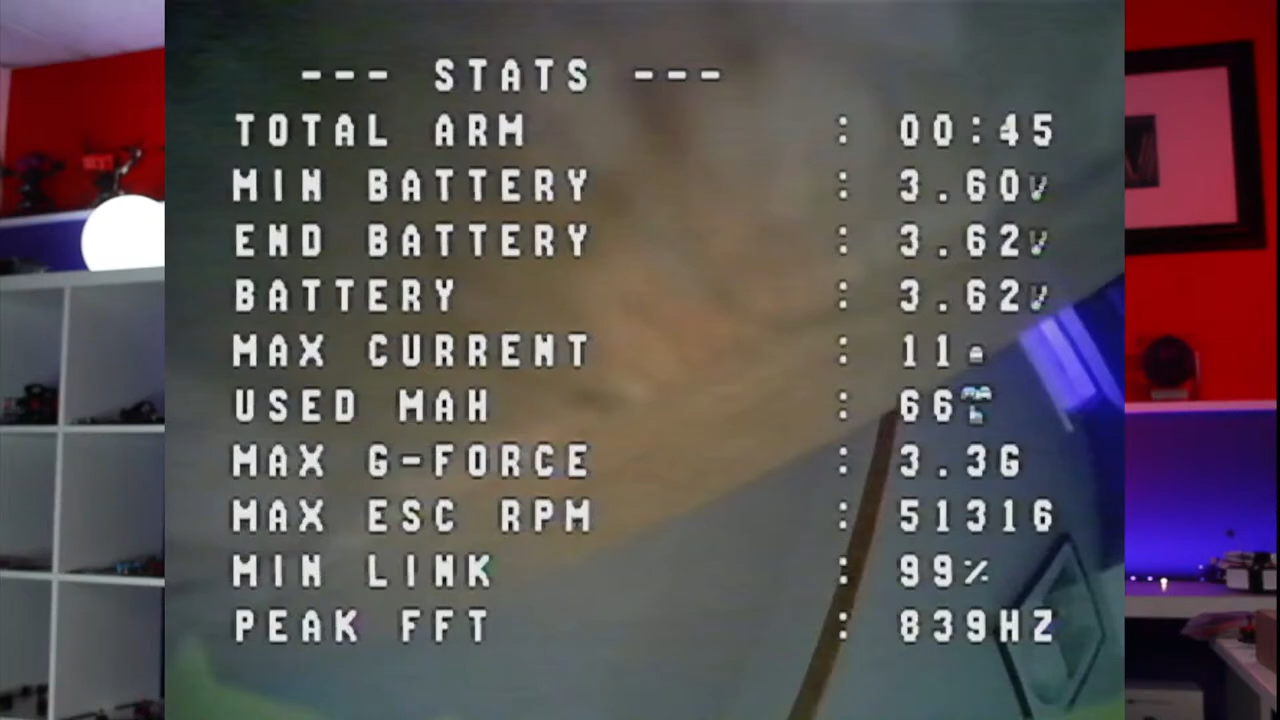 --- STATS ---
TOTAL ARM : 00:45
MIN BATTERY : 3.60V
END BATTERY : 3.62V
BATTERY : 3.62V
MAX CURRENT : 11
USED MAH : 66
MAX G-FORCE : 3.3G
MAX ESC RPM : 51316
MIN LINK : 99%
PEAK FFT : 839HZ